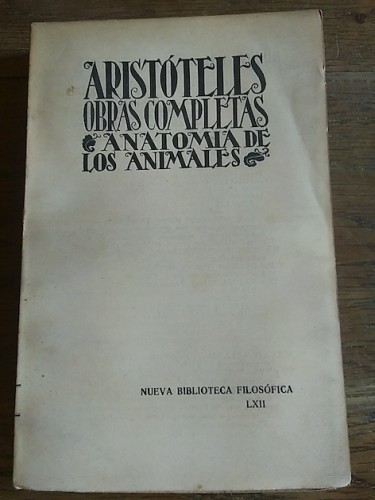 ARISTÓTELES
OBRAS COMPLETAS
ANATOMIA DE
LOS ANIMALES
NUEVA BIBLIOTECA FILOSÓFICA
LXII